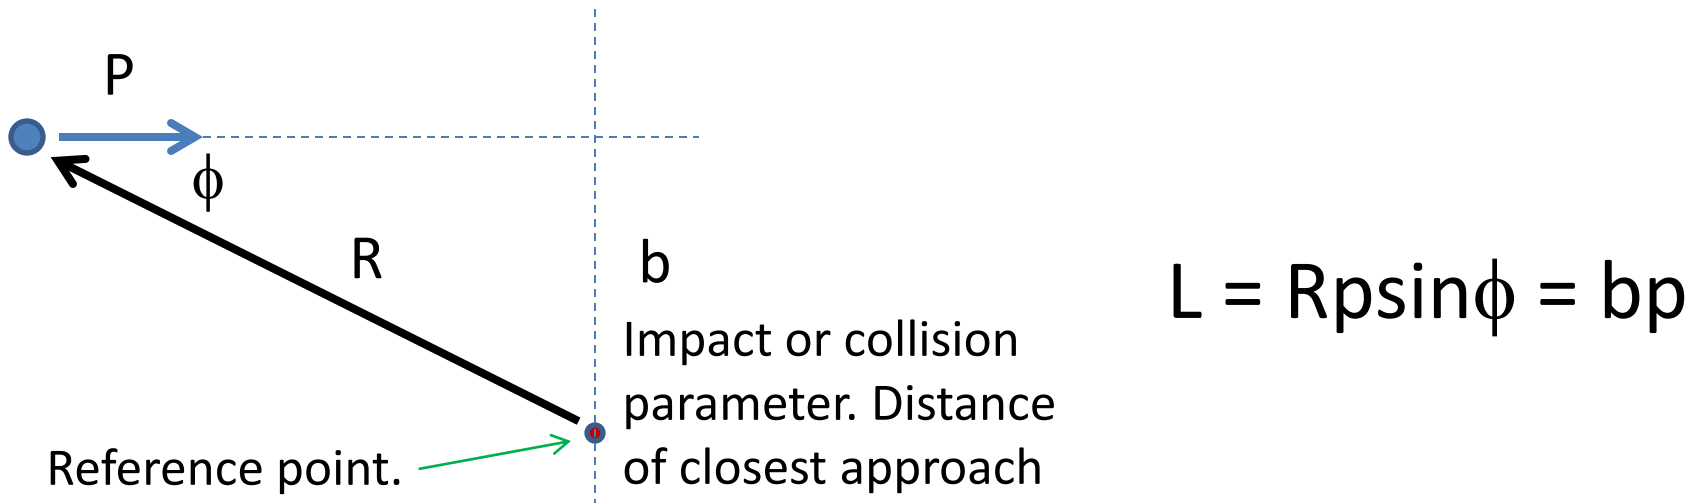 P
ϕ
R
b
L = Rpsinϕ = bp
Impact or collision
parameter. Distance
of closest approach
Reference point.